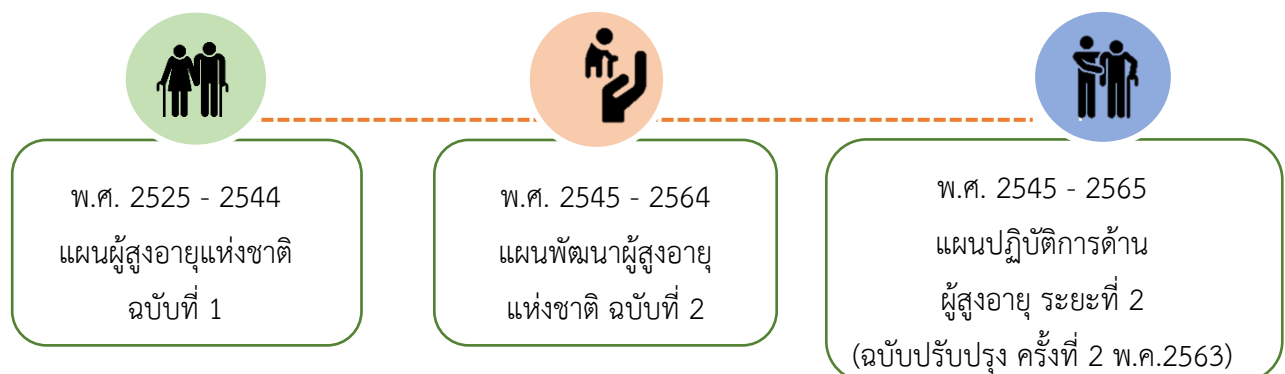 พ.ศ. 2525 - 2544
แผนผู้สูงอายุแห่งชาติ
ฉบับที่ 1
พ.ศ. 2545 - 2564
แผนพัฒนาผู้สูงอายุ
แห่งชาติ ฉบับที่ 2
พ.ศ. 2545 - 2565
แผนปฏิบัติการด้าน
ผู้สูงอายุ ระยะที่ 2
(ฉบับปรับปรุง ครั้งที่ 2 พ.ค.2563)